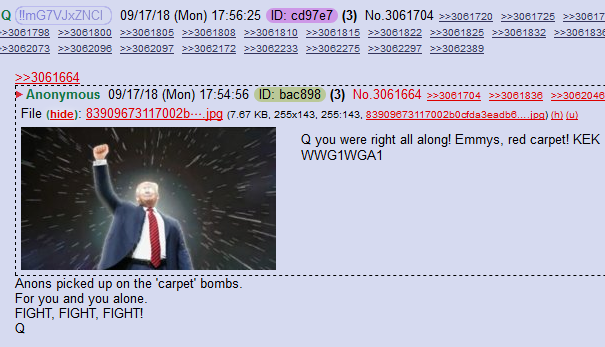 Q !!mG7VJxZNCI 09/17/18 (Mon) 17:56:25 ID: cd97e7 (3) No.3061704 >>3061720 >>3061725
>>3061798 >>3061800 >>3061805 >>3061808 >>3061815 >>3061822 >>3061825 >>3061832
>>3062073 >>3062096 >>3062097 >>3062172 >>3062233 >>3062275 >>3062297 >>3062389
>>3061664
Anonymous 09/17/18 (Mon) 17:54:56 ID: bac898 (3) No.3061664 >>3061704 >>3061836 >>3062046
File (hide): 83909673117002b⋯.jpg (7.67 KB, 255x143, 255:143, 83909673117002b0cfda3eadb6....jpg) (h) (u)
Q you were right all along! Emmys, red carpet! KEK
WWG1WGA1
Anons picked up on the 'carpet' bombs.
For you and you alone.
FIGHT, FIGHT, FIGHT!
Q